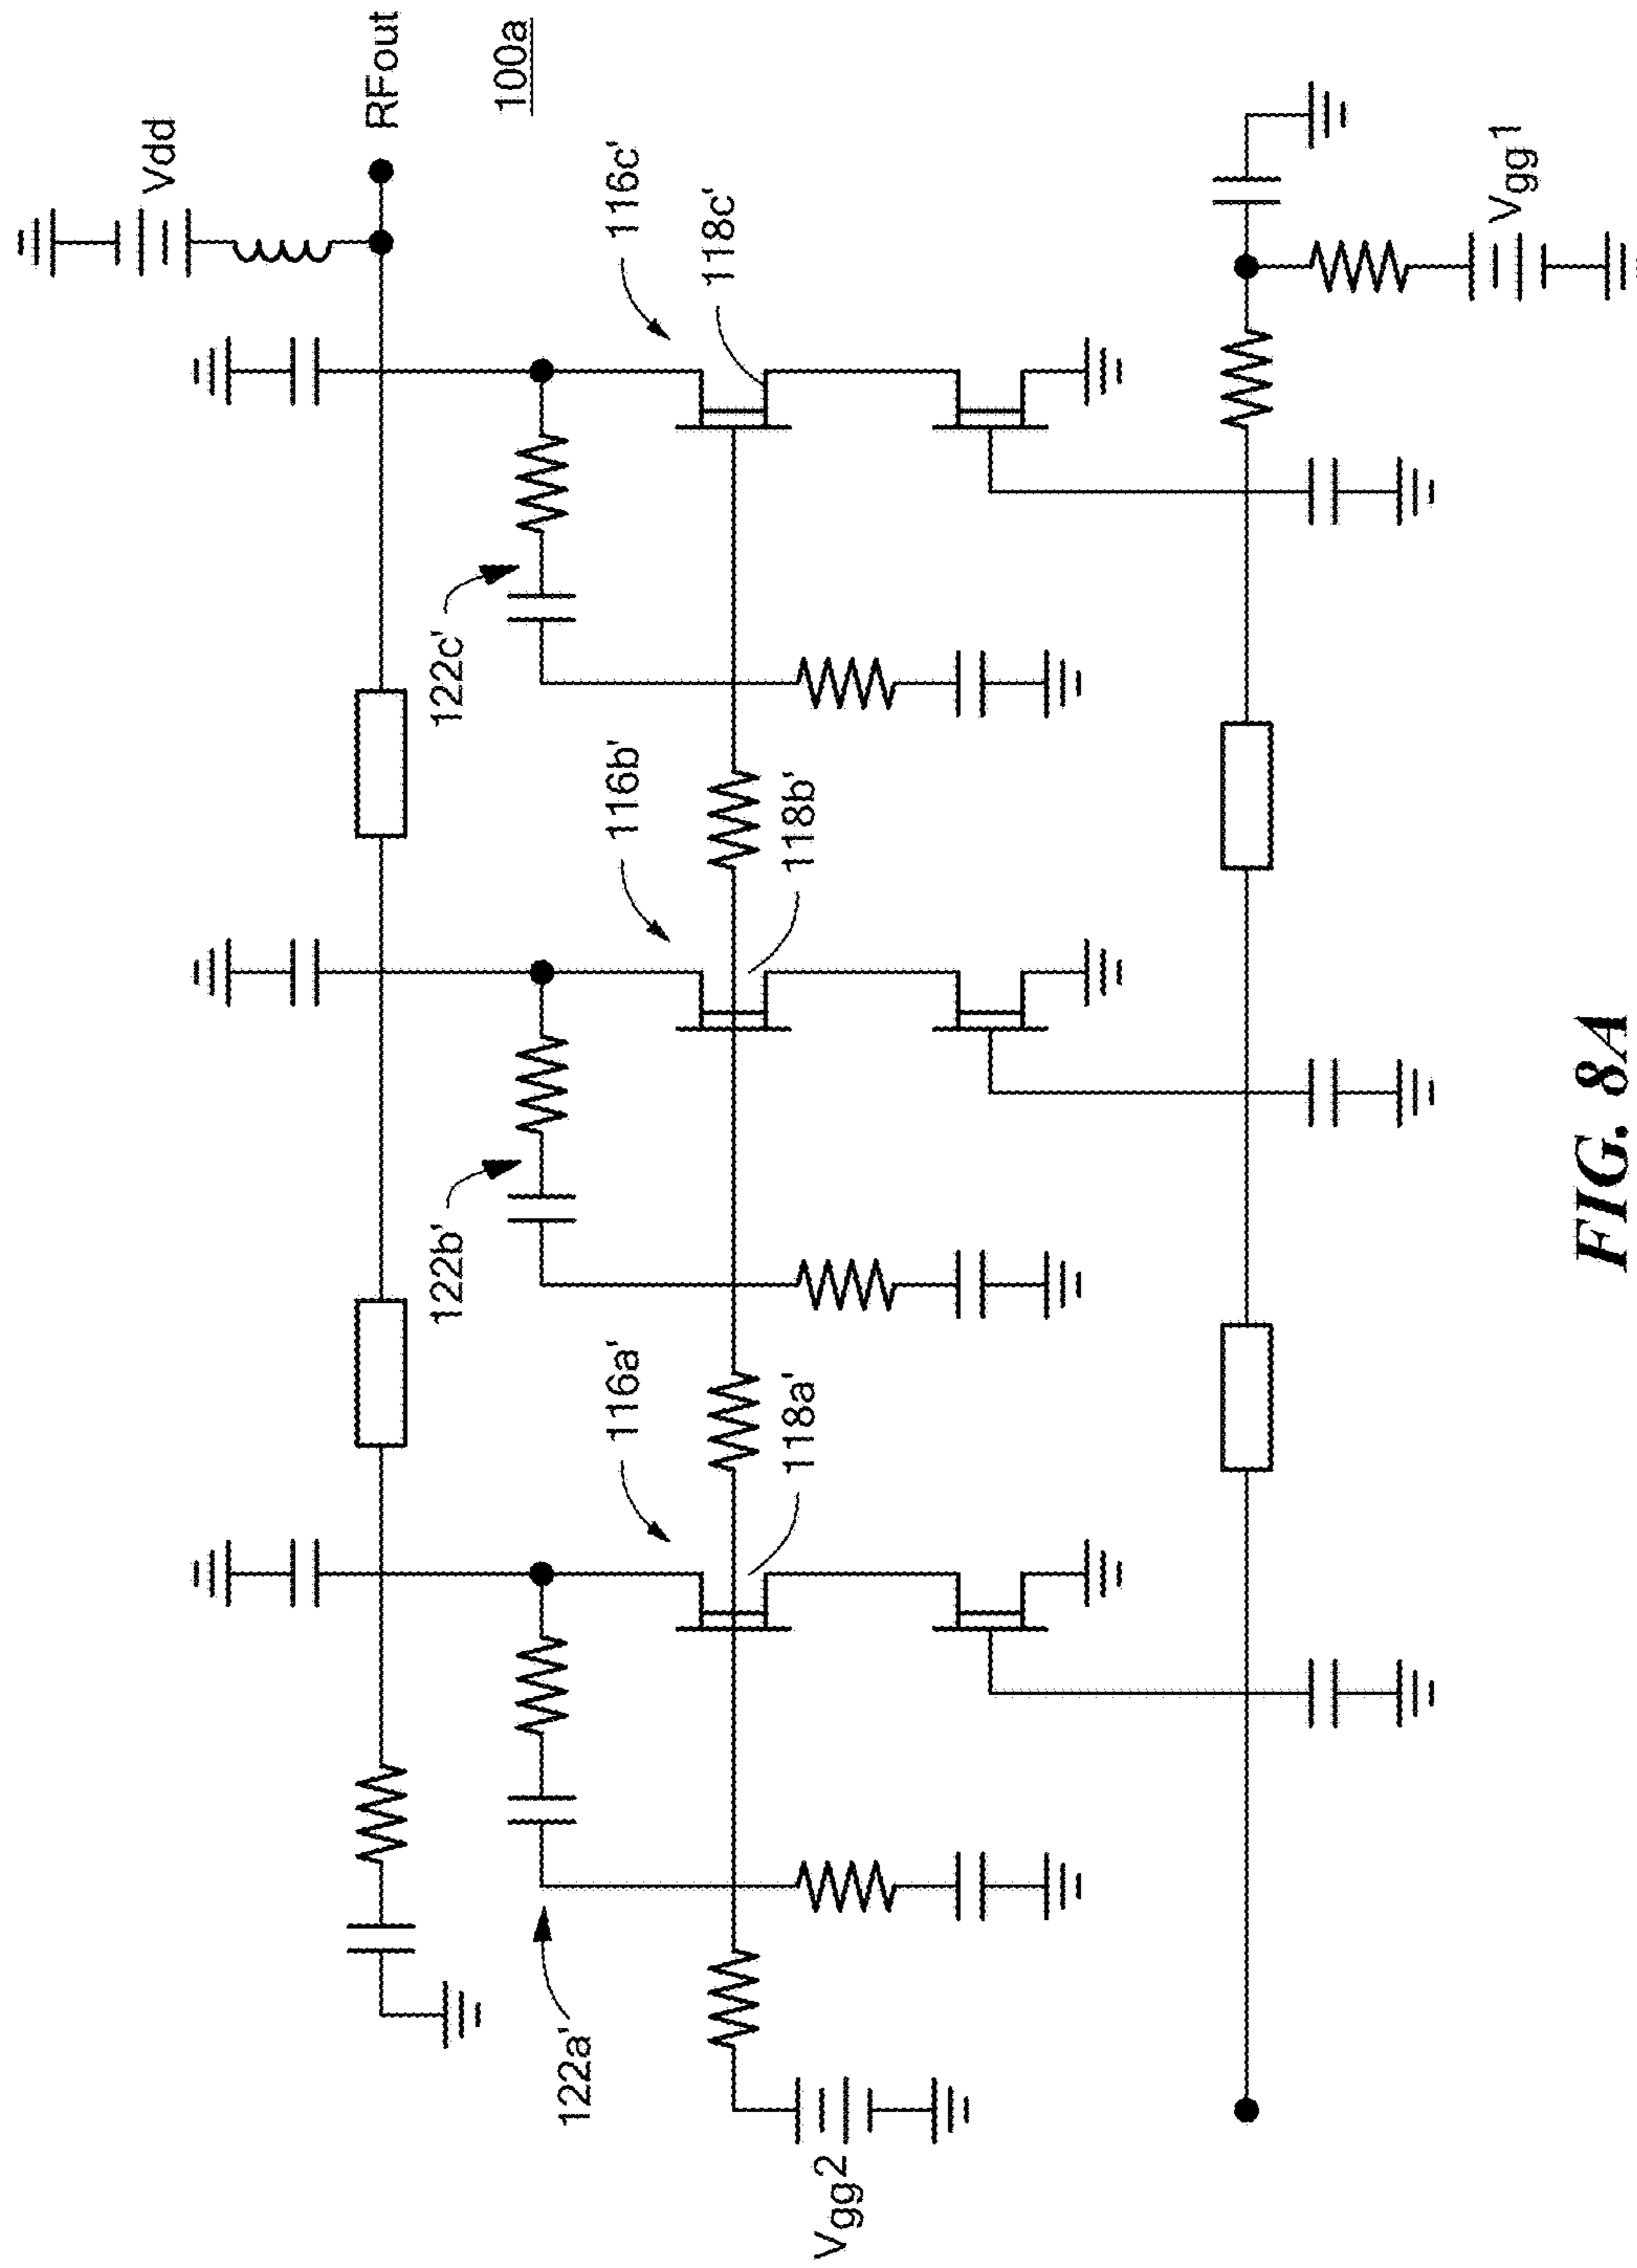 Vdd
RFout
100a
116c'
118c'
122c'
116b'
118b'
122b'
116a'
118a'
122a'
Vgg1
Vgg2
FIG. 8A